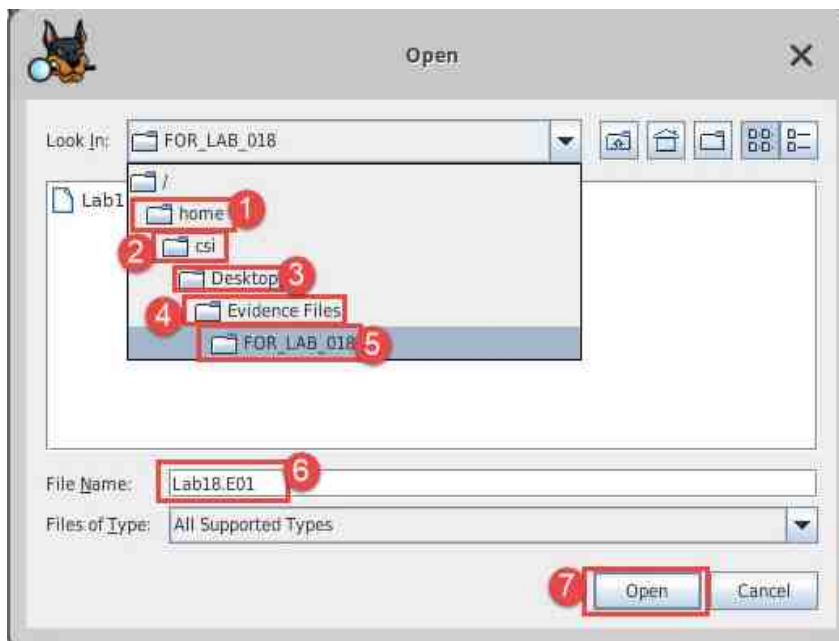 Open
Look In: FOR_LAB_018
/
Lab1
home 1
2 csi
Desktop 3
4 Evidence Files
FOR_LAB_018 5
File Name: Lab18.E01 6
Files of Type: All Supported Types
7 Open Cancel